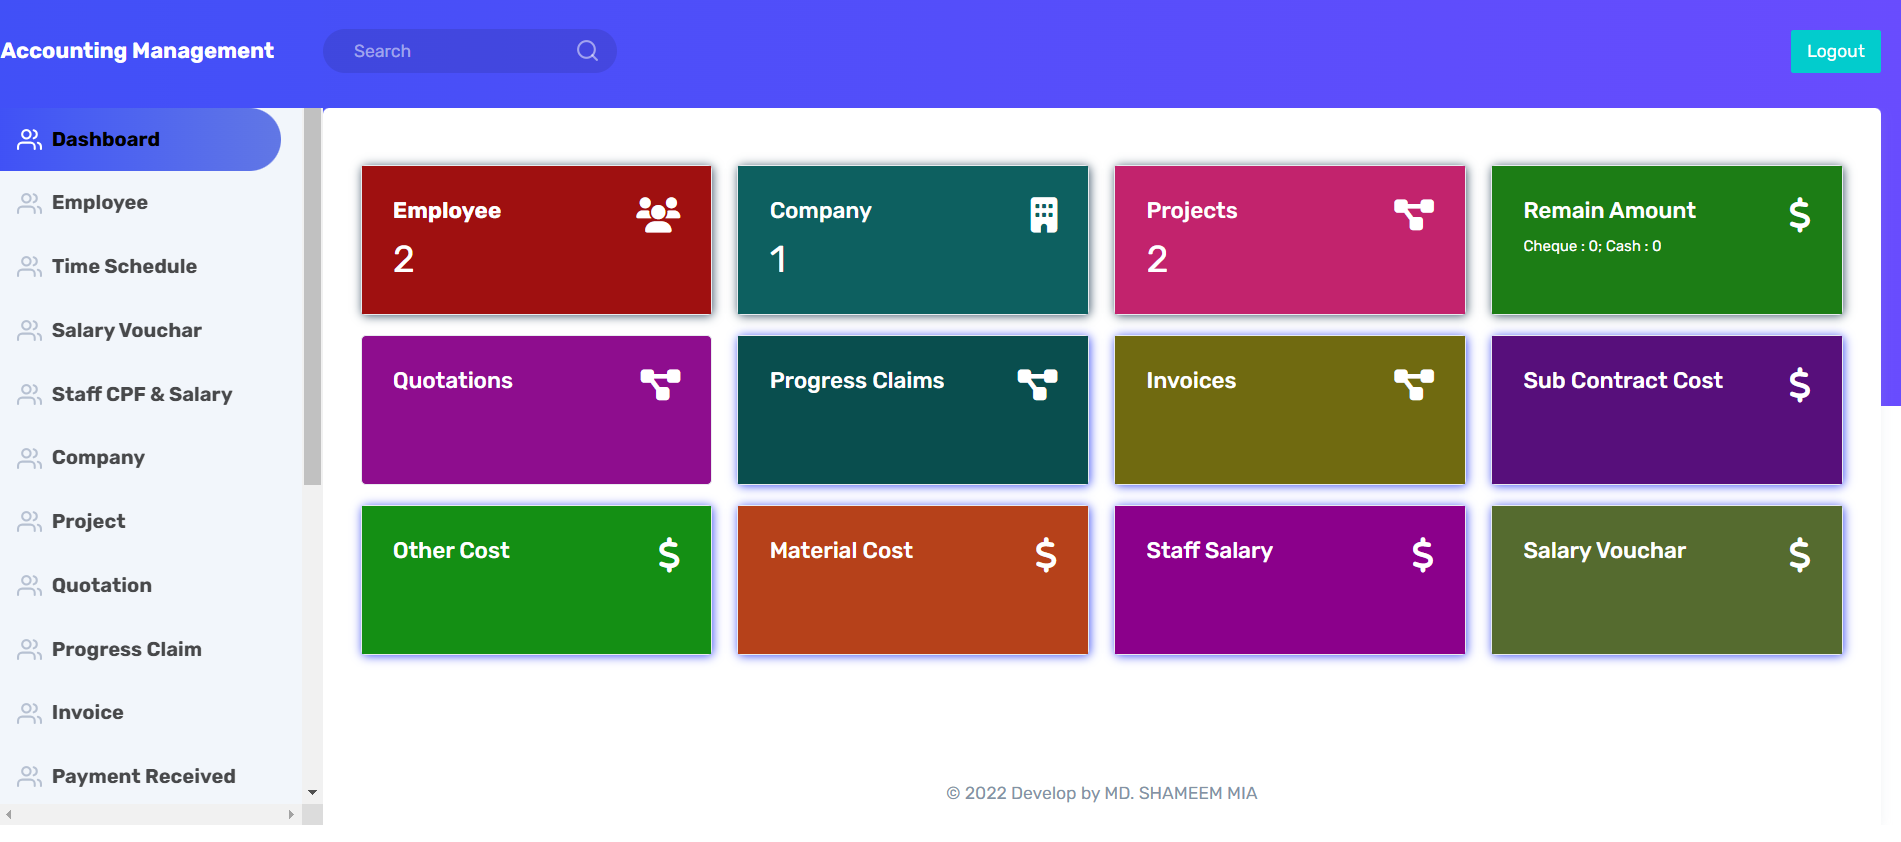 Accounting Management
Search
Logout
Dashboard
Employee
Time Schedule
Salary Vouchar
Staff CPF & Salary
Company
Project
Quotation
Progress Claim
Invoice
Payment Received
Employee
2
Company
1
Projects
2
Remain Amount
Cheque : 0; Cash : 0
Quotations
Progress Claims
Invoices
Sub Contract Cost
Other Cost
Material Cost
Staff Salary
Salary Vouchar
© 2022 Develop by MD. SHAMEEM MIA